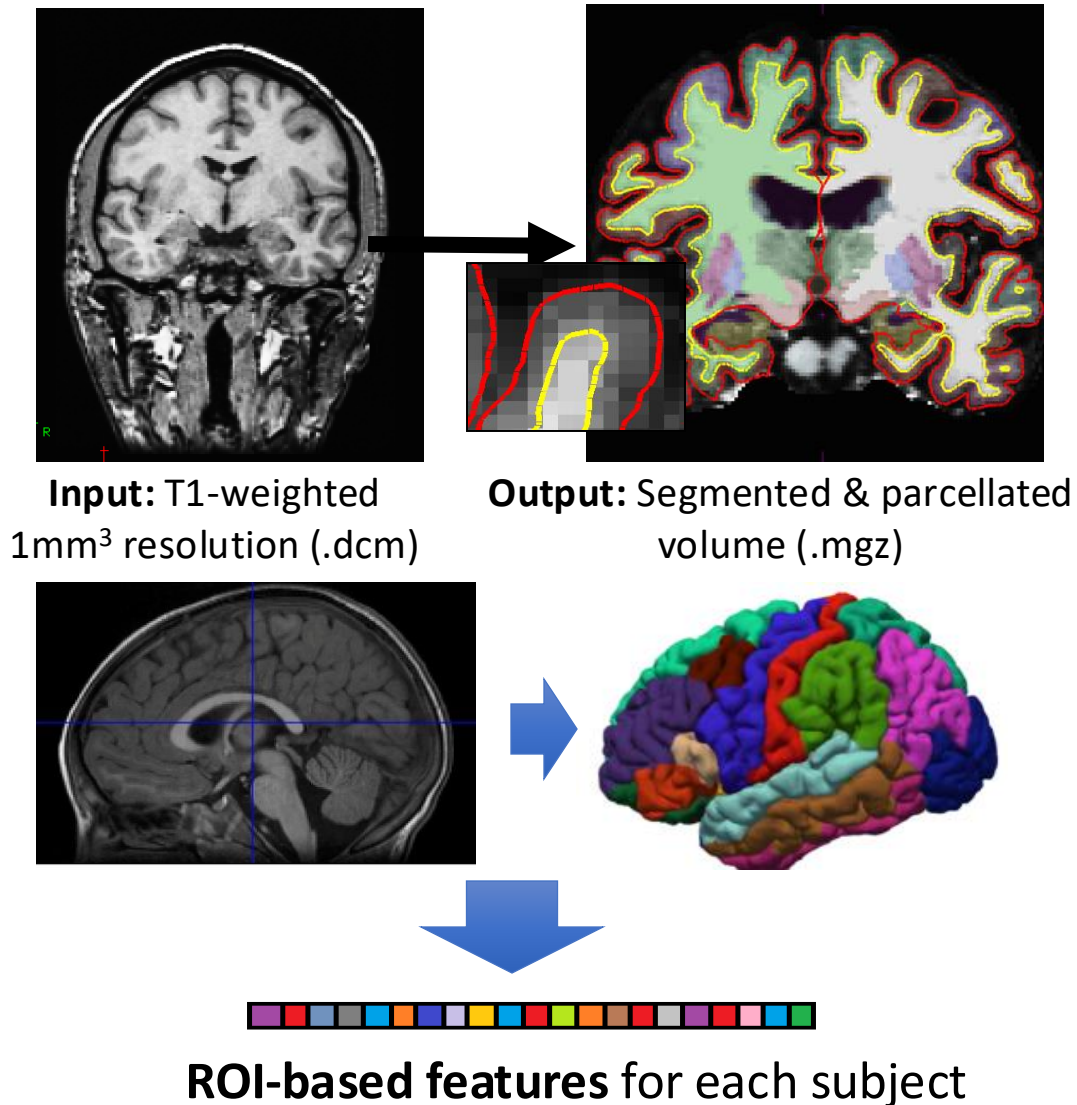 R
Input: T1-weighted
1mm³ resolution (.dcm)
Output: Segmented & parcellated
volume (.mgz)
ROI-based features for each subject